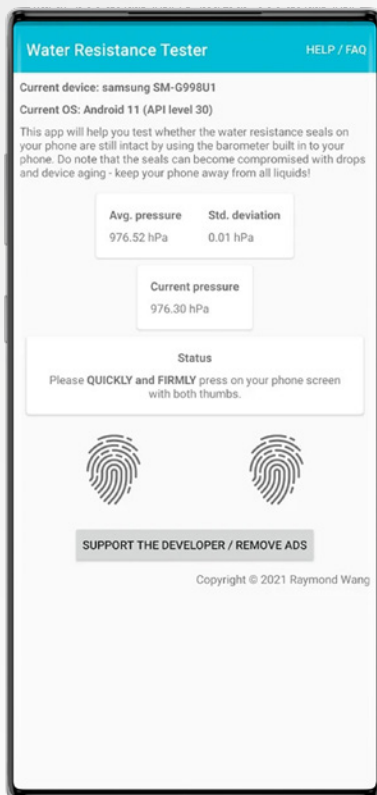 Water Resistance Tester
HELP / FAQ
Current device: samsung SM-G998U1
Current OS: Android 11 (API level 30)
This app will help you test whether the water resistance seals on
your phone are still intact by using the barometer built in to your
phone. Do note that the seals can become compromised with drops
and device aging - keep your phone away from all liquids!
Avg. pressure Std. deviation
976.52 hPa 0.01 hPa
Current pressure
976.30 hPa
Status
Please QUICKLY and FIRMLY press on your phone screen
with both thumbs.
SUPPORT THE DEVELOPER / REMOVE ADS
Copyright © 2021 Raymond Wang